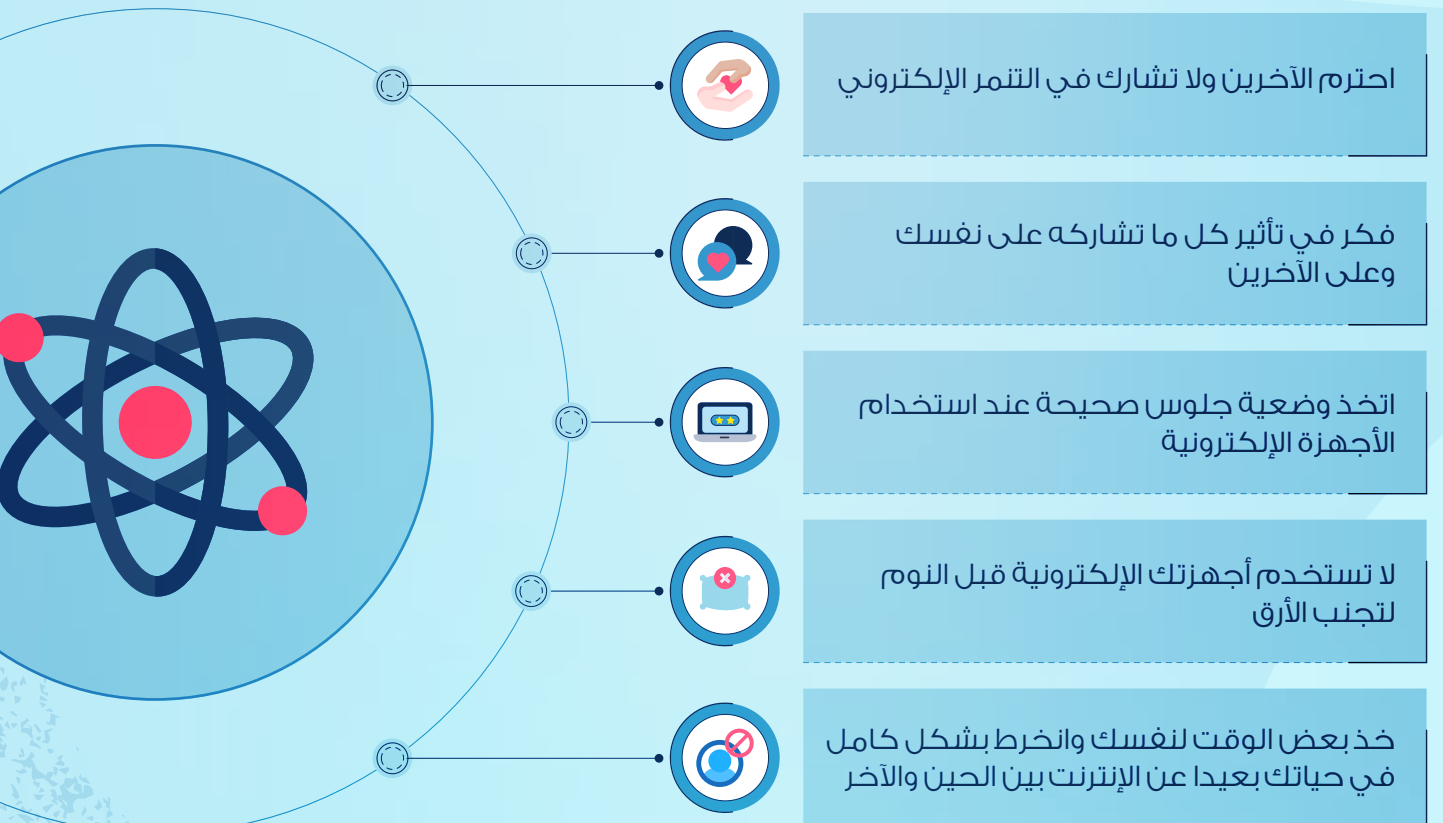 احترم الآخرين ولا تشارك في التنمر الإلكتروني
فكر في تأثير كل ما تشاركه على نفسك
وعلى الآخرين
اتخذ وضعية جلوس صحيحة عند استخدام
الأجهزة الإلكترونية
لا تستخدم أجهزتك الإلكترونية قبل النوم
لتجنب الأرق
خذ بعض الوقت لنفسك وانخرط بشكل كامل
في حياتك بعيدا عن الإنترنت بين الحين والآخر